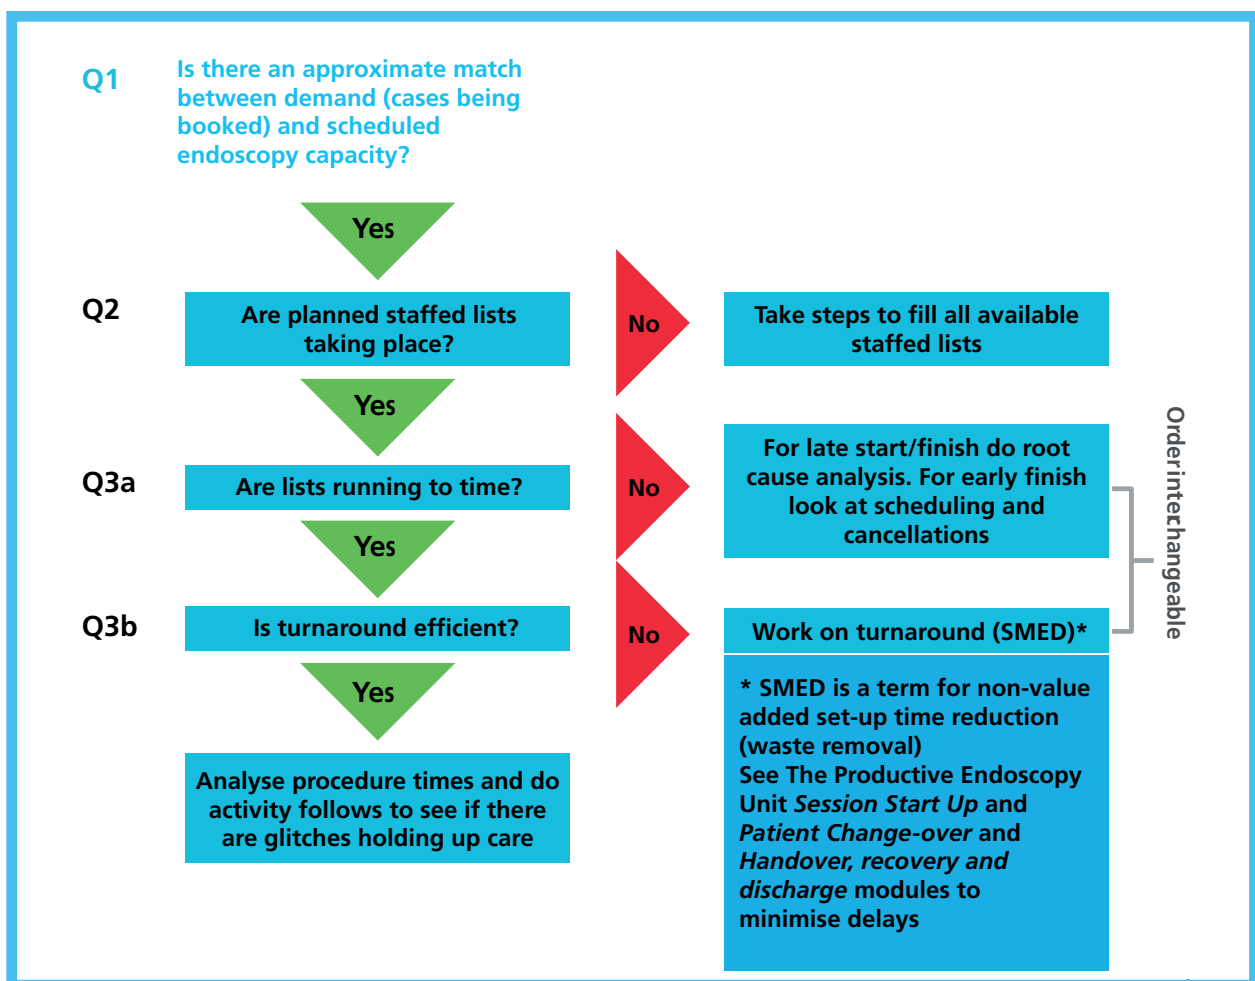 Q1
Is there an approximate match
between demand (cases being
booked) and scheduled
endoscopy capacity?
Yes
Q2
Are planned staffed lists
taking place?
No
Take steps to fill all available
staffed lists
Yes
Q3a
Are lists running to time?
No
For late start/finish do root
cause analysis. For early finish
look at scheduling and
cancellations
Yes
Q3b
Is turnaround efficient?
No
Work on turnaround (SMED)*
Order interchangeable
Yes
Analyse procedure times and do
activity follows to see if there
are glitches holding up care
* SMED is a term for non-value
added set-up time reduction
(waste removal)
See The Productive Endoscopy
Unit Session Start Up and
Patient Change-over and
Handover, recovery and
discharge modules to
minimise delays